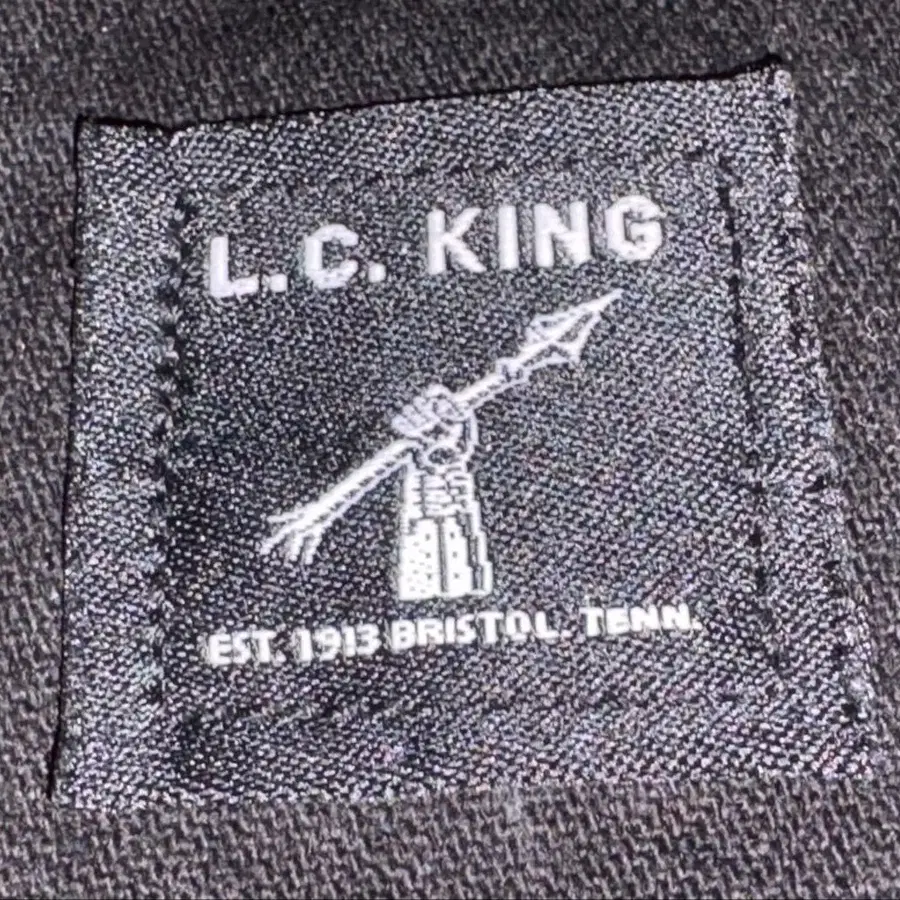 L.C. KING
EST. 1913 BRISTOL. TENN.